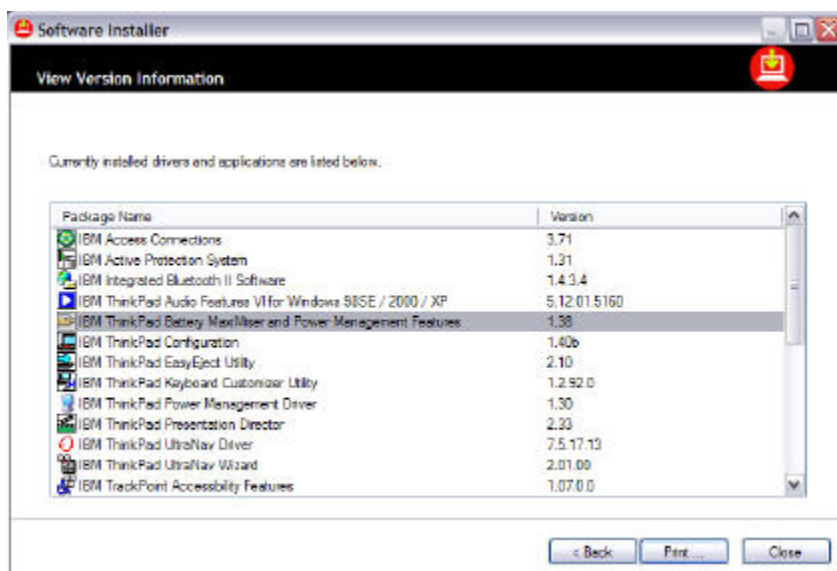 Software Installer
View Version Information
Currently installed drivers and applications are listed below.
Package Name Version
IBM Access Connections 3.71
IBM Active Protection System 1.31
IBM Integrated Bluetooth II Software 1.4.3.4
IBM ThinkPad Audio Features VI for Windows 98SE / 2000 / XP 5.12.01.5160
IBM ThinkPad Battery MaxiMiser and Power Management Features 1.38
IBM ThinkPad Configuration 1.40b
IBM ThinkPad EasyEject Utility 2.10
IBM ThinkPad Keyboard Customizer Utility 1.2.92.0
IBM ThinkPad Power Management Driver 1.30
IBM ThinkPad Presentation Director 2.33
IBM ThinkPad UltraNav Driver 7.5.17.13
IBM ThinkPad UltraNav Wizard 2.01.00
IBM TrackPoint Accessibility Features 1.07.0.0
< Back Print ... Close